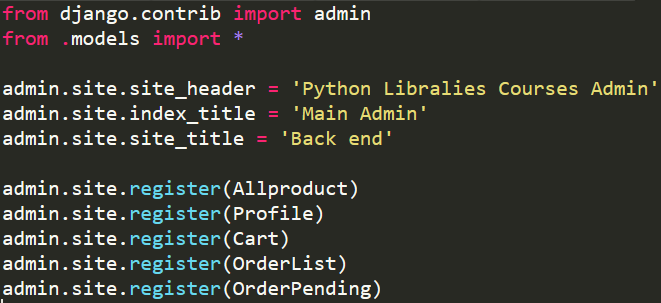 from django.contrib import admin
from .models import *
admin.site.site_header = 'Python Libralies Courses Admin'
admin.site.index_title = 'Main Admin'
admin.site.site_title = 'Back end'
admin.site.register(Allproduct)
admin.site.register(Profile)
admin.site.register(Cart)
admin.site.register(OrderList)
admin.site.register(OrderPending)